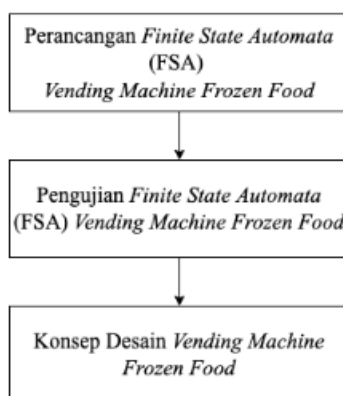 Perancangan Finite State Automata
(FSA)
Vending Machine Frozen Food
Pengujian Finite State Automata
(FSA) Vending Machine Frozen Food
Konsep Desain Vending Machine
Frozen Food